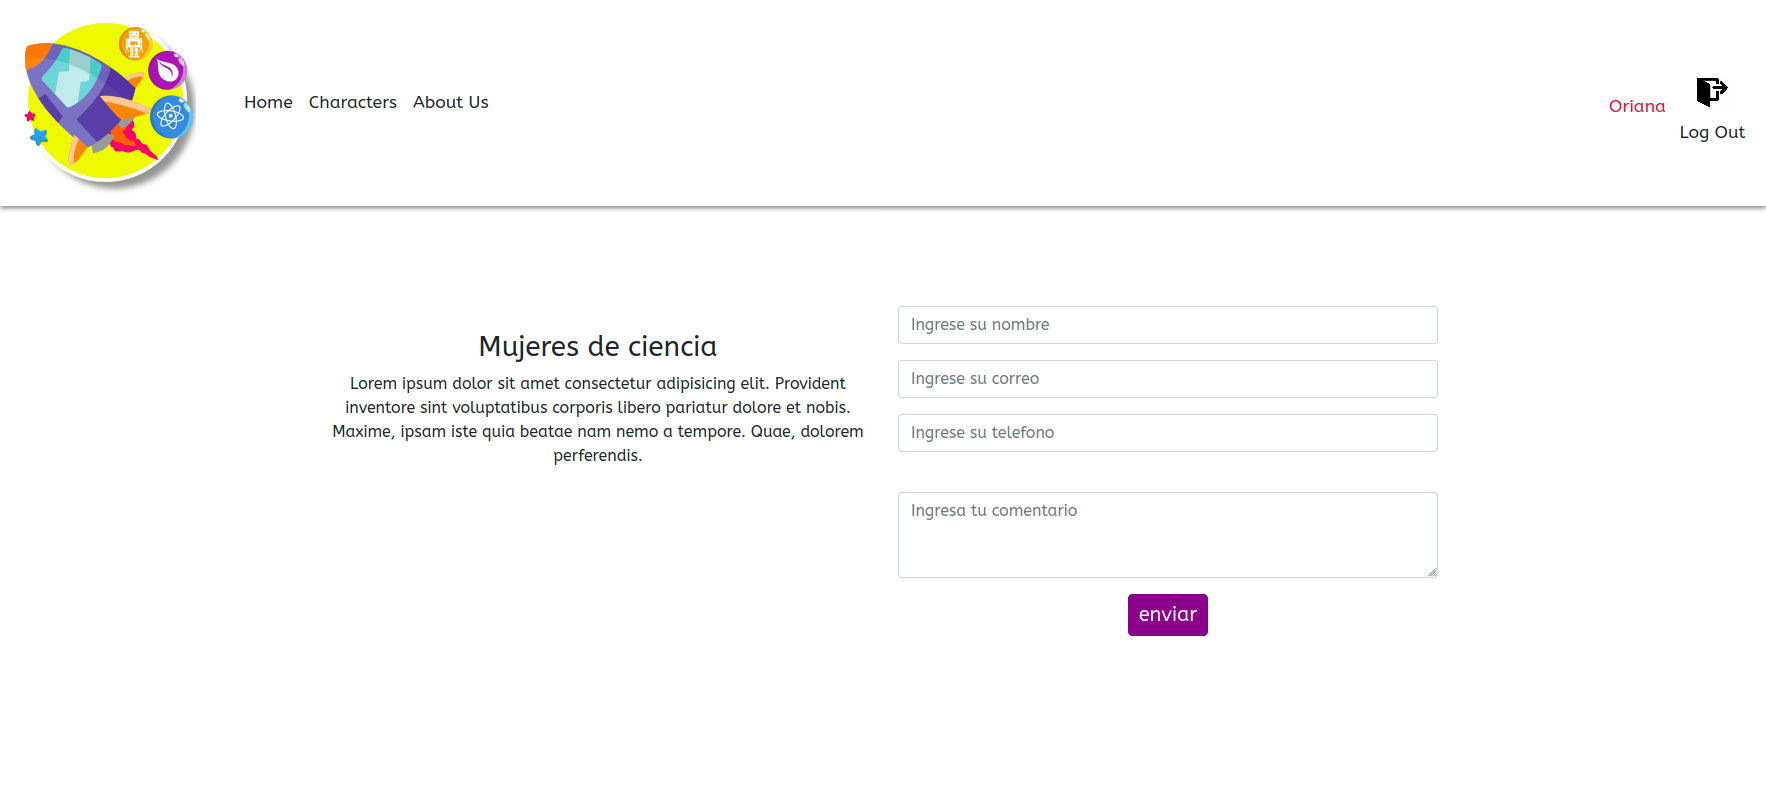 Home Characters About Us
Oriana
Log Out
Mujeres de ciencia
Lorem ipsum dolor sit amet consectetur adipisicing elit. Provident
inventore sint voluptatibus corporis libero pariatur dolore et nobis.
Maxime, ipsam iste quia beatae nam nemo a tempore. Quae, dolorem
perferendis.
Ingrese su nombre
Ingrese su correo
Ingrese su telefono
Ingresa tu comentario
enviar